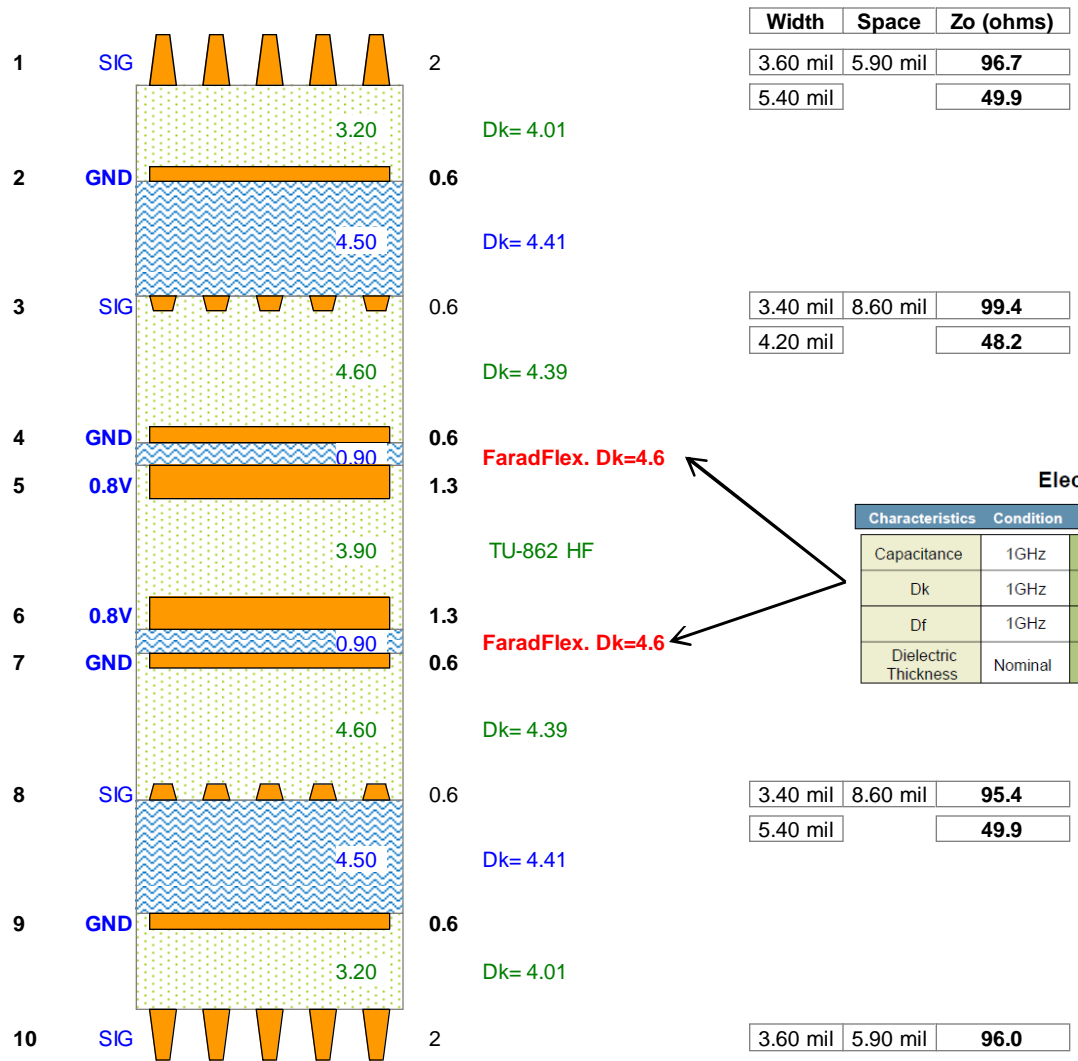 Width Space Zo (ohms)
1 SIG 2 3.60 mil 5.90 mil 96.7
5.40 mil 49.9
3.20 Dk= 4.01
2 GND 0.6
4.50 Dk= 4.41
3 SIG 0.6 3.40 mil 8.60 mil 99.4
4.20 mil 48.2
4.60 Dk= 4.39
4 GND 0.6
0.90 FaradFlex. Dk=4.6
5 0.8V 1.3 Elec
Characteristics Condition
3.90 TU-862 HF Capacitance 1GHz
Dk 1GHz
6 0.8V 1.3 Df 1GHz
0.90 FaradFlex. Dk=4.6
7 GND 0.6 Dielectric
Thickness Nominal
4.60 Dk= 4.39
8 SIG 0.6 3.40 mil 8.60 mil 95.4
5.40 mil 49.9
4.50 Dk= 4.41
9 GND 0.6
3.20 Dk= 4.01
10 SIG 2 3.60 mil 5.90 mil 96.0